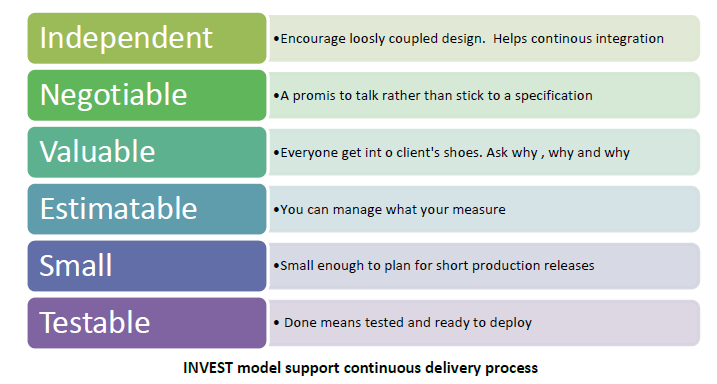 Independent
•Encourage loosly coupled design.  Helps continous integration
Negotiable
•A promis to talk rather than stick to a specification
Valuable
•Everyone get int o client's shoes. Ask why , why and why
Estimatable
•You can manage what your measure
Small
•Small enough to plan for short production releases
Testable
• Done means tested and ready to deploy
INVEST model support continuous delivery process